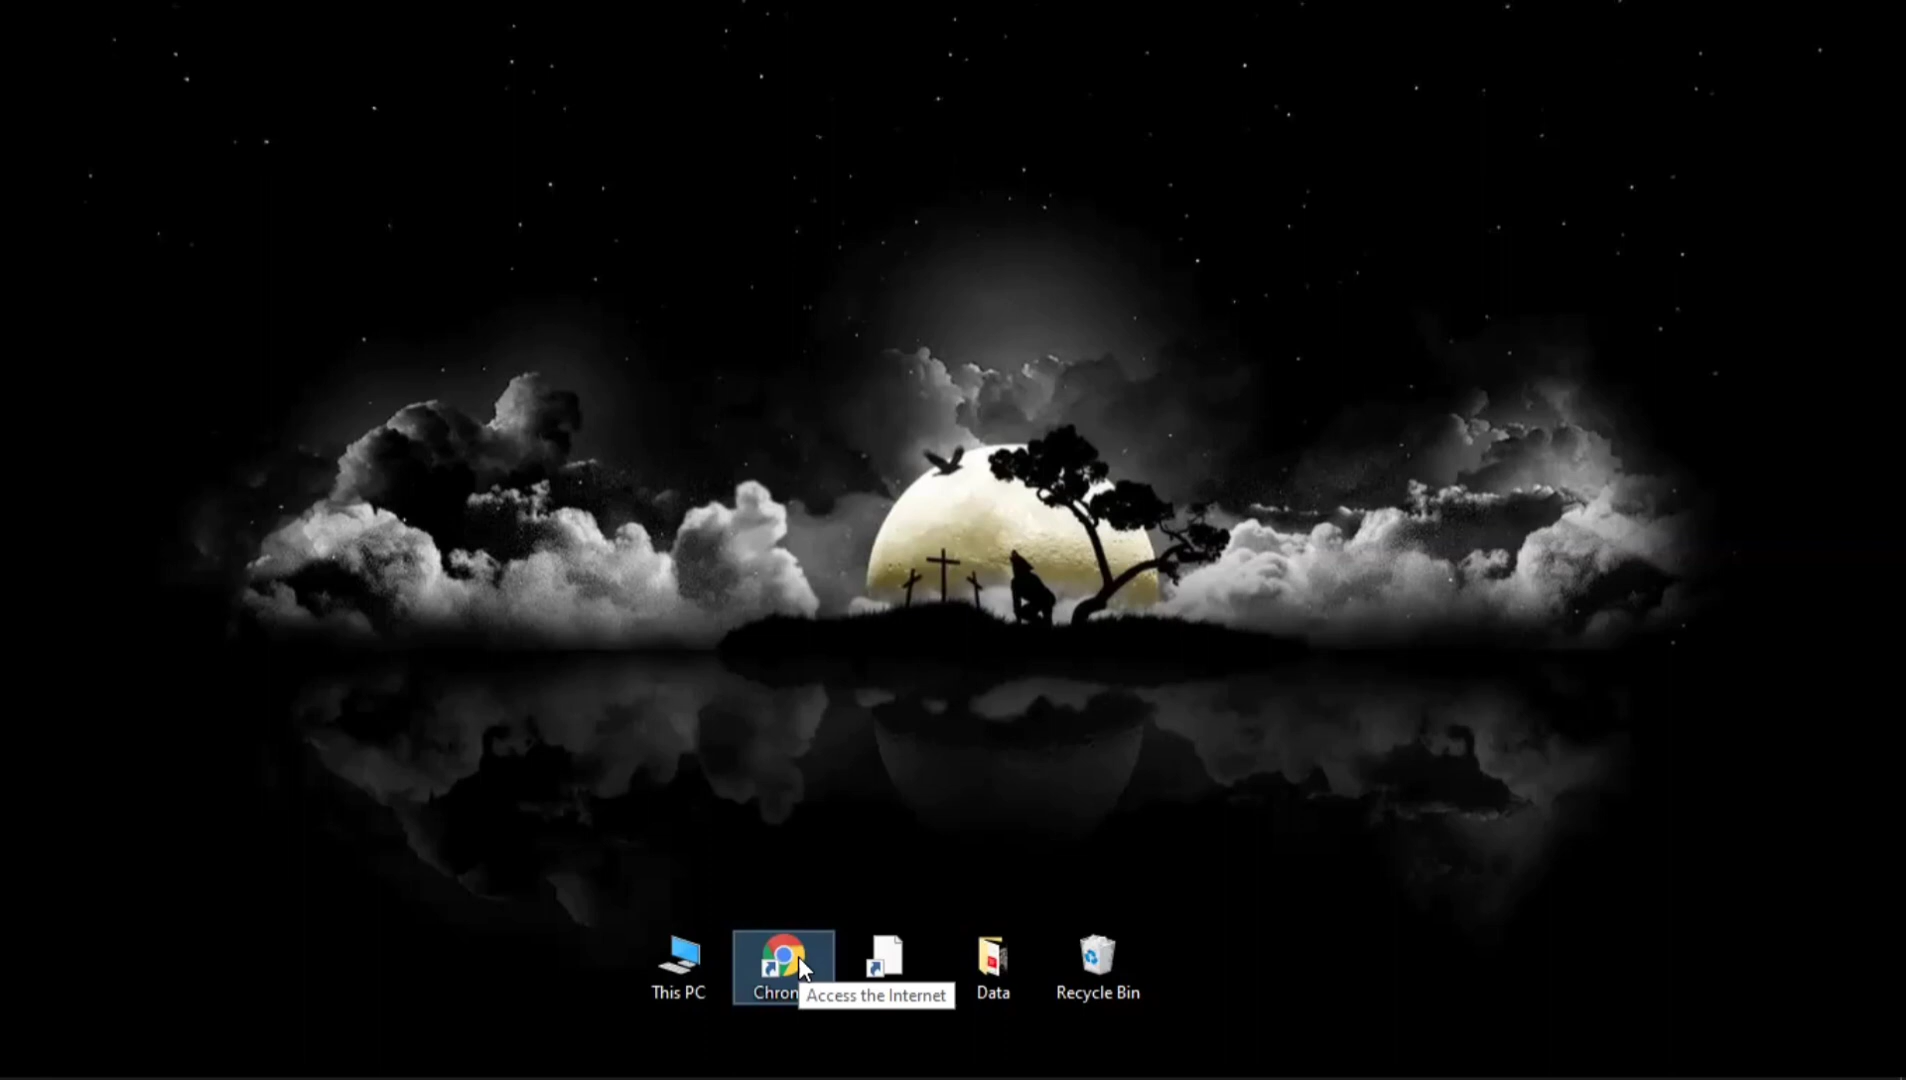 This PC
Chron
Access the Internet
Data
Recycle Bin